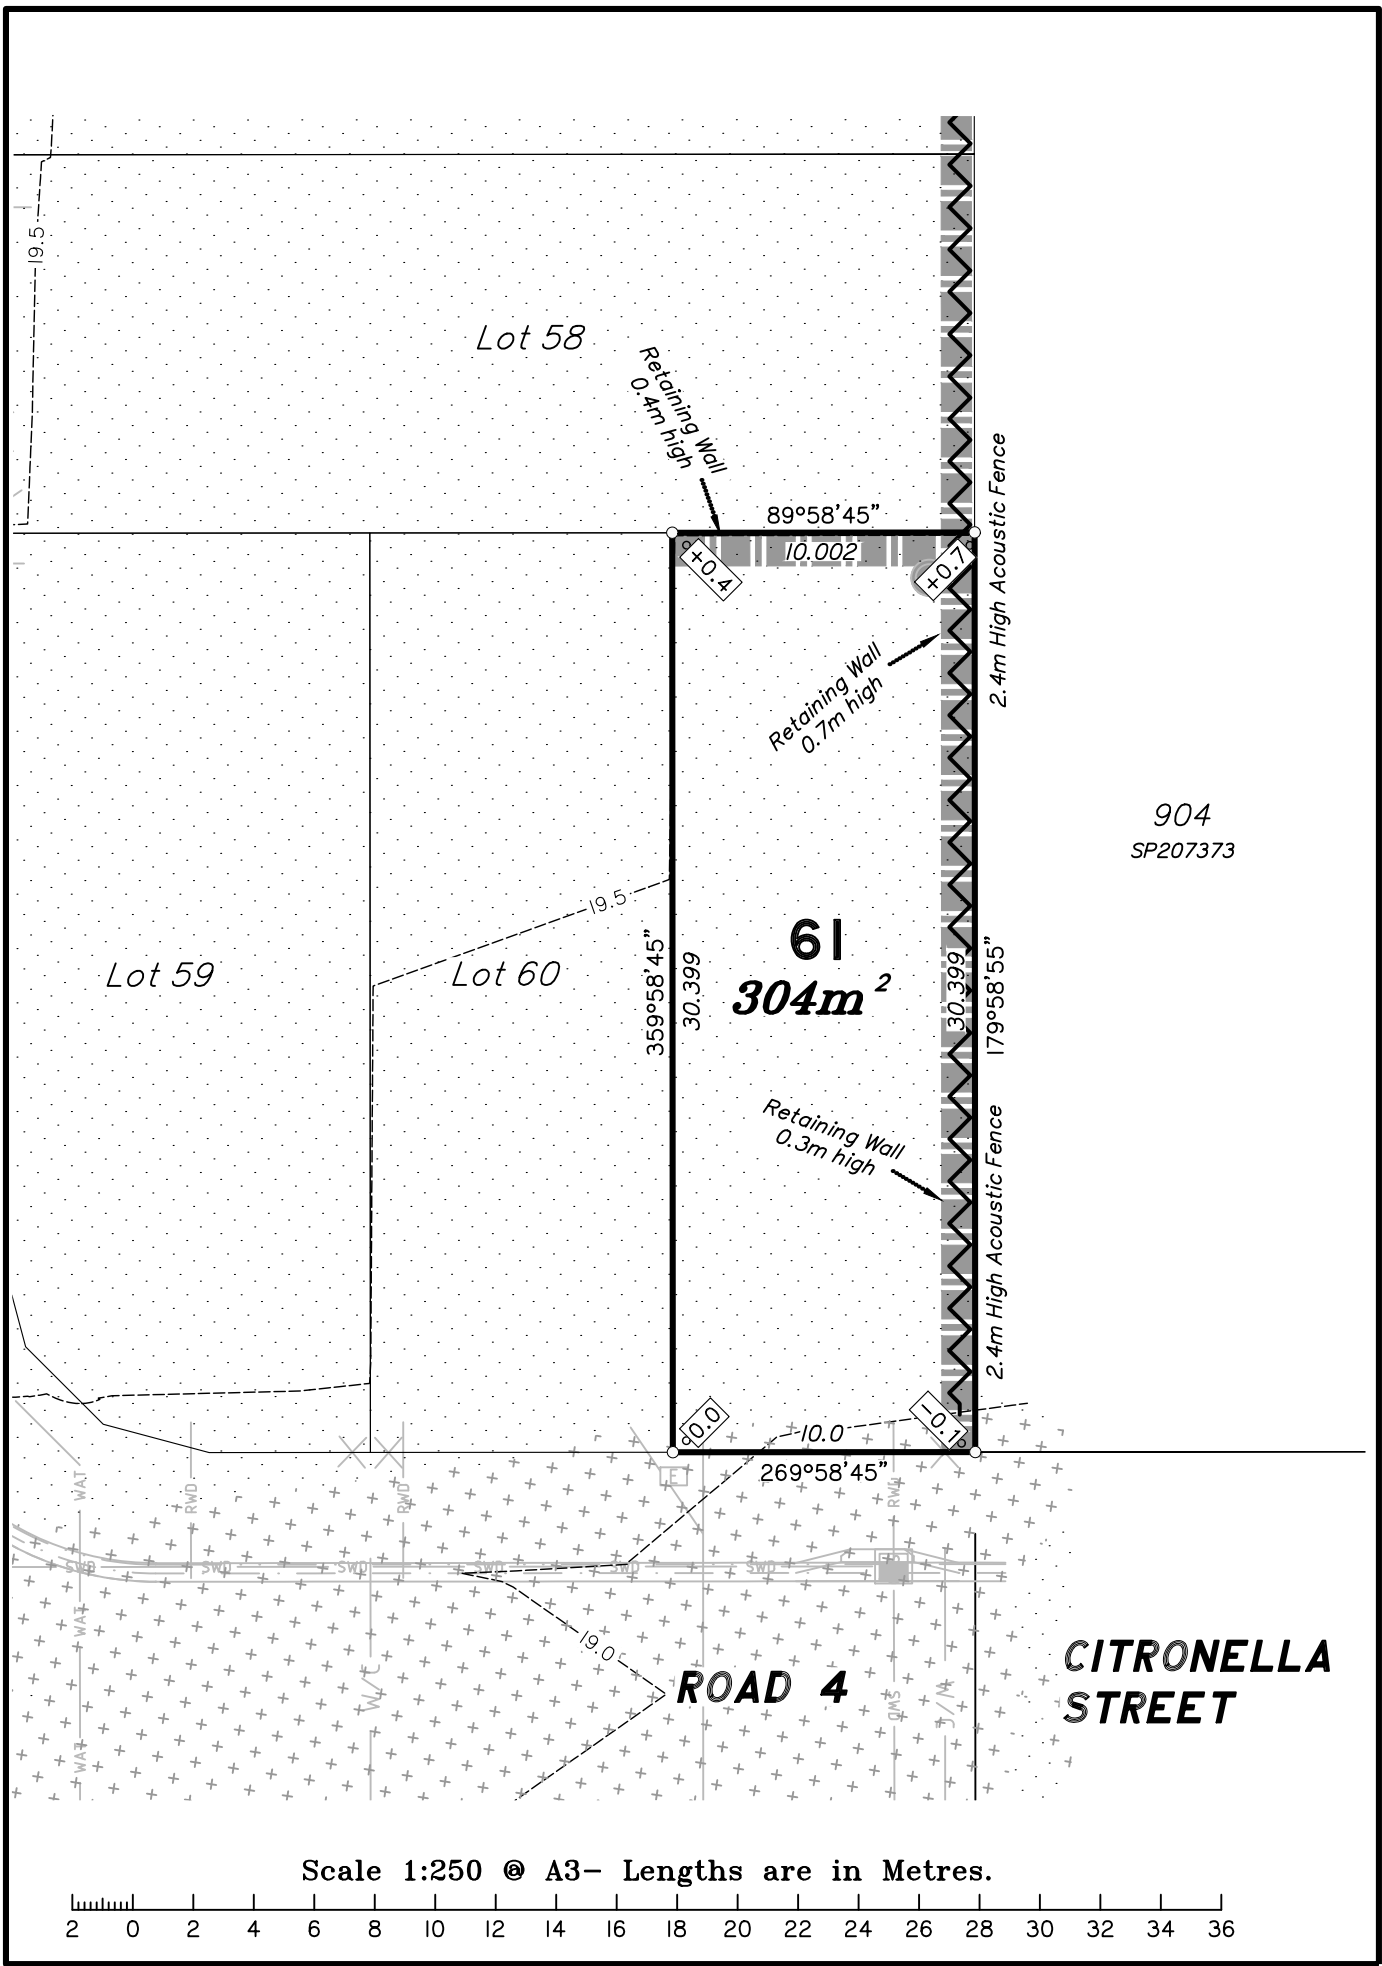 19.5
Lot 58
Retaining Wall
0.4m high
89°58'45"
10.002
+0.4
+0.7
2.4m High Acoustic Fence
Retaining Wall
0.7m high
904
SP207373
19.5
61
304m²
Lot 59
Lot 60
359°58'45"
30.399
30.399
179°58'55"
Retaining Wall
0.3m high
2.4m High Acoustic Fence
0.0
10.0
-0.1
269°58'45"
WAT
RWD
RWD
E
SWD
SWD
SWD
SWD
SWD
SWD
WAT
WAT
W/C
SWD
J/W
19.0
ROAD 4
CITRONELLA
STREET
Scale 1:250 @ A3- Lengths are in Metres.
2 0 2 4 6 8 10 12 14 16 18 20 22 24 26 28 30 32 34 36